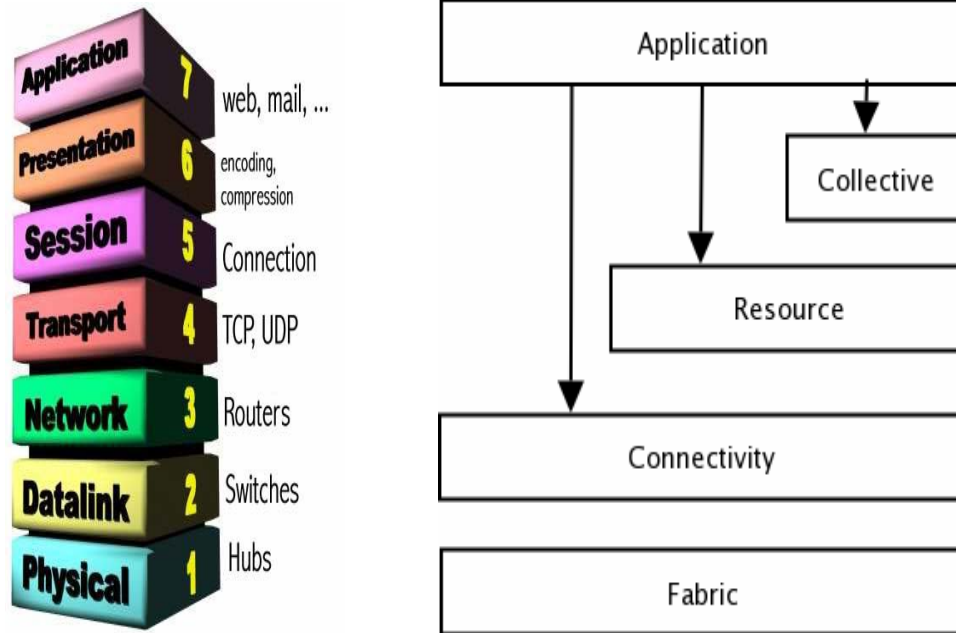 Application 7
web, mail, ...
Presentation 6
encoding,
compression
Session 5
Connection
Transport 4
TCP, UDP
Network 3
Routers
Datalink 2
Switches
Physical 1
Hubs
Application
Collective
Resource
Connectivity
Fabric